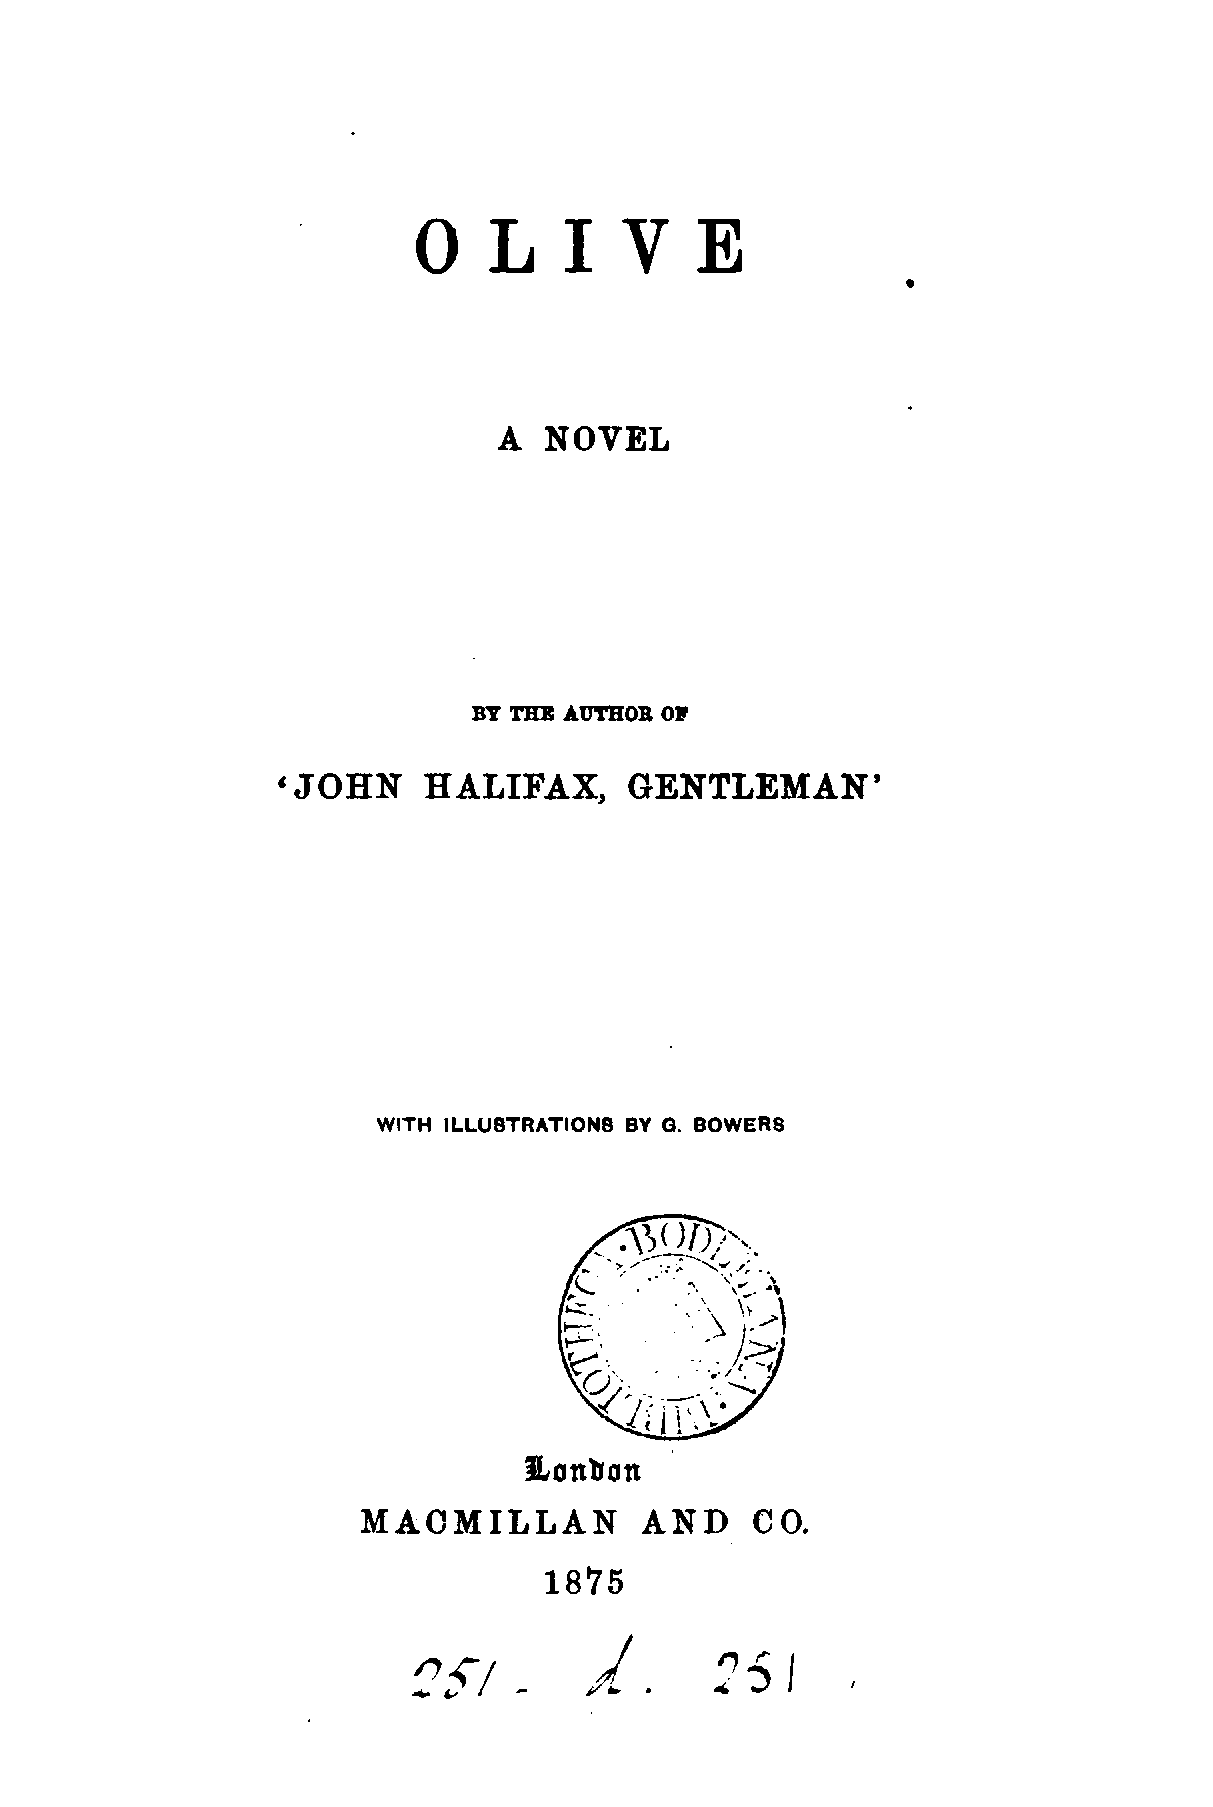 OLIVE
A NOVEL
BY THE AUTHOR OF
‘JOHN HALIFAX, GENTLEMAN’
WITH ILLUSTRATIONS BY G. BOWERS
·BODLEIANA·BIBLIOTHECA
London
MACMILLAN AND CO.
1875
251. d. 251